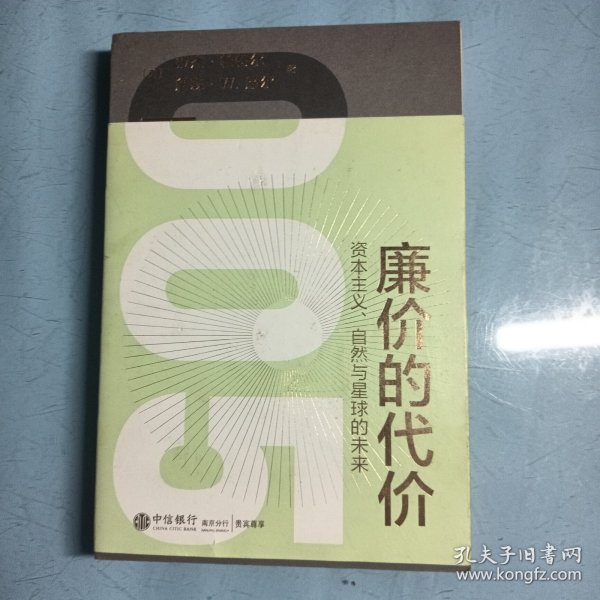 廉价的代价
资本主义、自然与星球的未来
500
中信银行
CHINA CITIC BANK
南京分行
贵宾尊享
孔夫子旧书网
www.kongfz.com